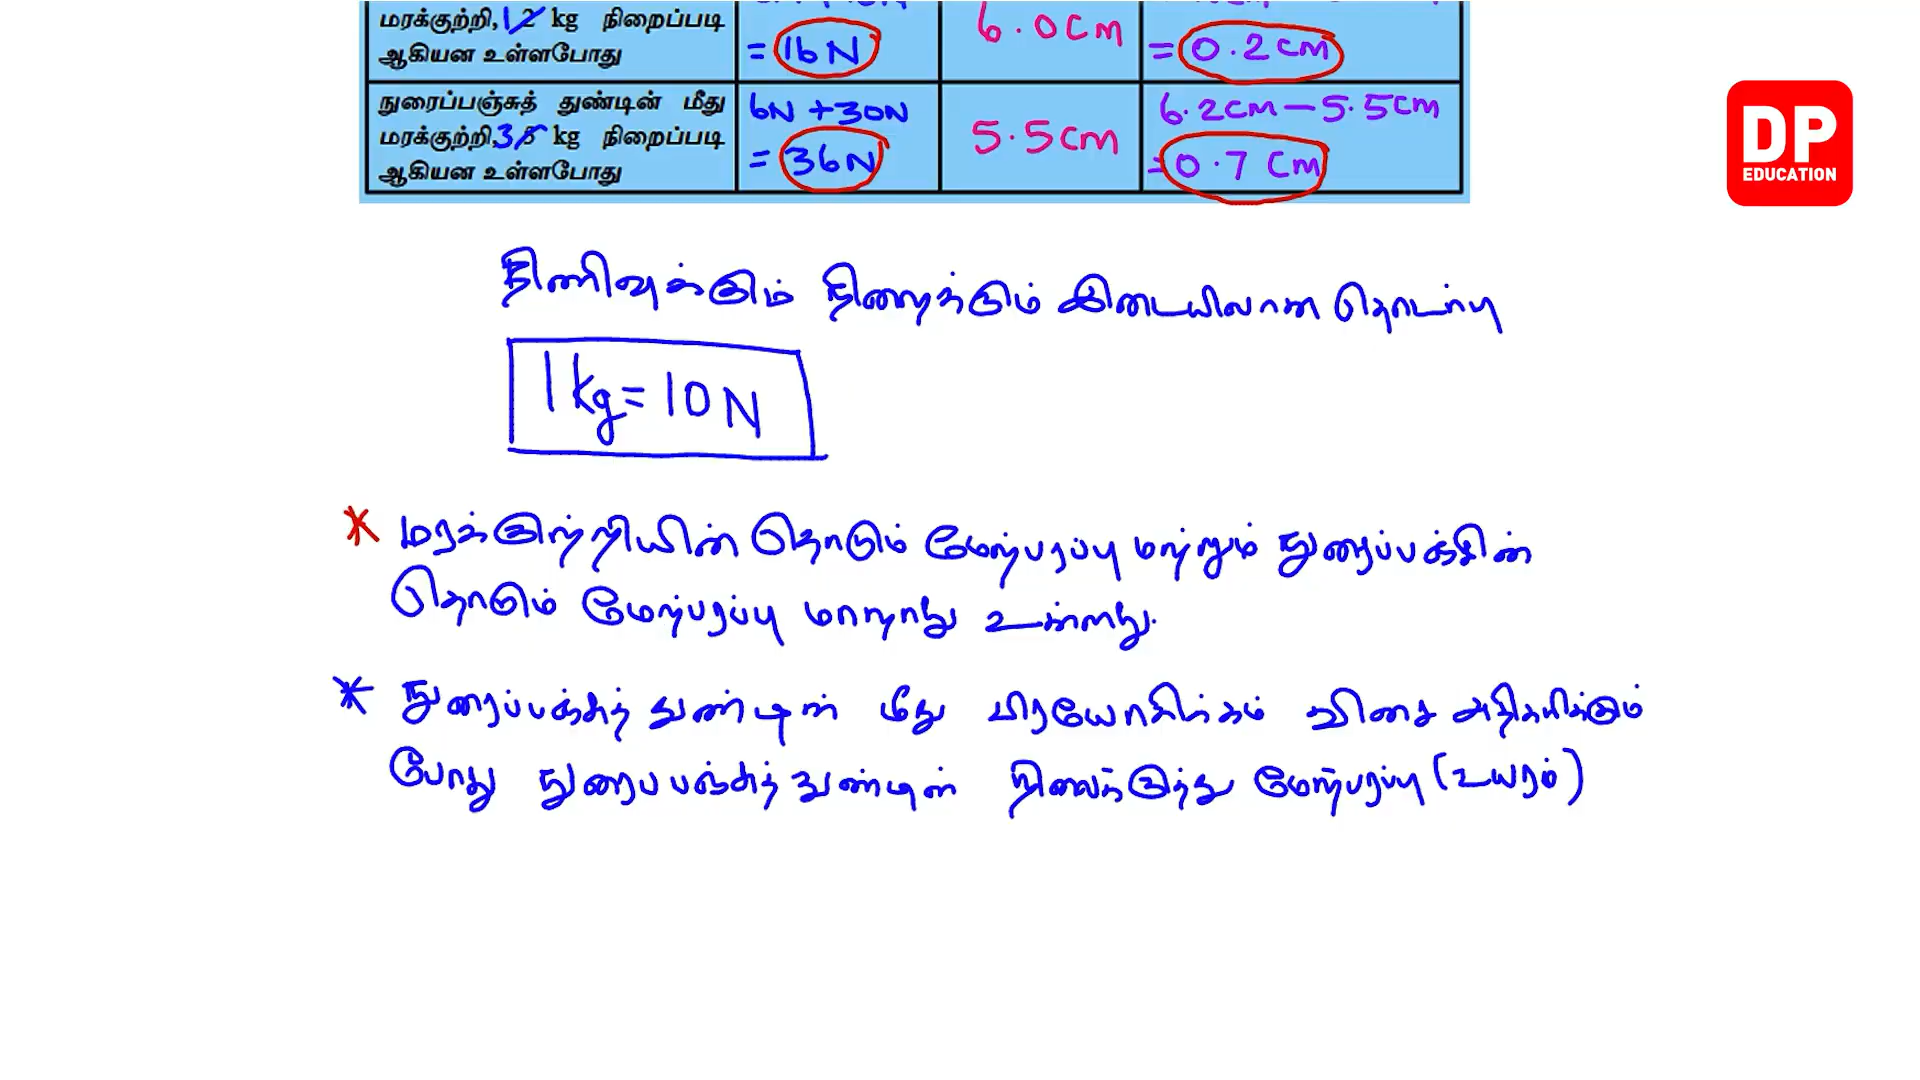 மரக்குற்றி, 1 2 kg நிறைப்படி
ஆகியன உள்ளபோது
= 16N
6.0cm
= 0.2cm
நுரைப்பஞ்சுத் துண்டின் மீது
மரக்குற்றி, 3 5 kg நிறைப்படி
ஆகியன உள்ளபோது
6N + 30N
= 36N
5.5cm
6.2cm – 5.5cm
= 0.7 cm
DP
EDUCATION
திணிவுக்கும் நிறைக்கும் இடையிலான தொடர்பு
1kg = 10N
* மரக்குற்றியின் தொடும் மேற்பரப்பு மற்றும் நுரைப்பஞ்சின்
தொடும் மேற்பரப்பு மாறாது உள்ளது.
* நுரைப்பஞ்சுத் துண்டின் மீது பிரயோகிக்கும் விசை அதிகரிக்கும்
போது நுரைப்பஞ்சுத் துண்டின் நிலைக்குத்து மேற்பரப்பு (உயரம்)